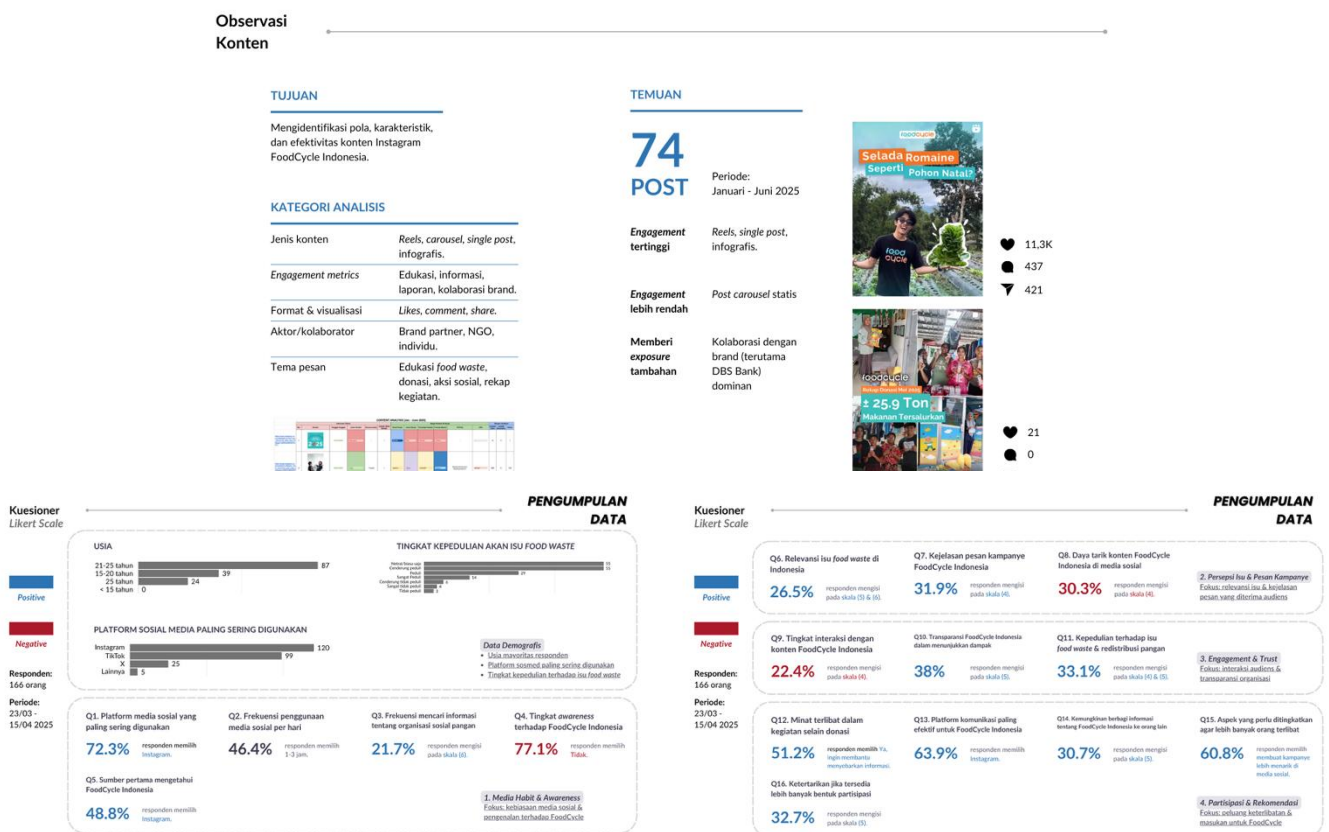 Observasi
Konten
TUJUAN
Mengidentifikasi pola, karakteristik,
dan efektivitas konten Instagram
FoodCycle Indonesia.
KATEGORI ANALISIS
Jenis konten
Reels, carousel, single post,
infografis.
Engagement metrics
Edukasi, informasi,
laporan, kolaborasi brand.
Format & visualisasi
Likes, comment, share.
Aktor/kolaborator
Brand partner, NGO,
individu.
Tema pesan
Edukasi food waste,
donasi, aksi sosial, rekap
kegiatan.
TEMUAN
74
POST
Periode:
Januari - Juni 2025
Engagement
tertinggi
Reels, single post,
infografis.
Engagement
lebih rendah
Post carousel statis
Memberi
exposure
tambahan
Kolaborasi dengan
brand (terutama
DBS Bank)
dominan
foodcycle
Selada Romaine
Seperti Pohon Natal?
food
cycle
11,3K
437
421
foodcycle
± 25.9 Ton
Makanan Tersalurkan
21
0
Kuesioner
Likert Scale
PENGUMPULAN
DATA
Positive
Negative
Responden:
166 orang
Periode:
23/03 -
15/04 2025
USIA
21-25 tahun 87
15-20 tahun 39
25 tahun 24
< 15 tahun 0
TINGKAT KEPEDULIAN AKAN ISU FOOD WASTE
PLATFORM SOSIAL MEDIA PALING SERING DIGUNAKAN
Instagram 120
TikTok 99
X 25
Lainnya 5
Data Demografis
Usia mayoritas responden
Platform sosmed paling sering digunakan
Tingkat kepedulian terhadap isu food waste
Q1. Platform media sosial yang
paling sering digunakan
72.3%
responden memilih
Instagram.
Q2. Frekuensi penggunaan
media sosial per hari
46.4%
responden memilih
1-3 jam.
Q3. Frekuensi mencari informasi
tentang organisasi sosial pangan
21.7%
responden mengisi
pada skala (6).
Q4. Tingkat awareness
terhadap FoodCycle Indonesia
77.1%
responden memilih
Tidak.
Q5. Sumber pertama mengetahui
FoodCycle Indonesia
48.8%
responden memilih
Instagram.
1. Media Habit & Awareness
Fokus: kebiasaan media sosial &
pengenalan terhadap FoodCycle
Kuesioner
Likert Scale
PENGUMPULAN
DATA
Positive
Negative
Responden:
166 orang
Periode:
23/03 -
15/04 2025
Q6. Relevansi isu food waste di
Indonesia
26.5%
responden mengisi
pada skala (5) & (6).
Q7. Kejelasan pesan kampanye
FoodCycle Indonesia
31.9%
responden mengisi
pada skala (4).
Q8. Daya tarik konten FoodCycle
Indonesia di media sosial
30.3%
responden mengisi
pada skala (4).
2. Persepsi Isu & Pesan Kampanye
Fokus: relevansi isu & kejelasan
pesan yang diterima audiens
Q9. Tingkat interaksi dengan
konten FoodCycle Indonesia
22.4%
responden mengisi
pada skala (4).
Q10. Transparansi FoodCycle Indonesia
dalam menunjukkan dampak
38%
responden mengisi
pada skala (5).
Q11. Kepedulian terhadap isu
food waste & redistribusi pangan
33.1%
responden mengisi
pada skala (4) & (5).
3. Engagement & Trust
Fokus: interaksi audiens &
transparansi organisasi
Q12. Minat terlibat dalam
kegiatan selain donasi
51.2%
responden memilih Ya,
ingin membantu
menyebarkan informasi.
Q13. Platform komunikasi paling
efektif untuk FoodCycle Indonesia
63.9%
responden memilih
Instagram.
Q14. Kemungkinan berbagi informasi
tentang FoodCycle Indonesia ke orang lain
30.7%
responden mengisi
pada skala (5).
Q15. Aspek yang perlu ditingkatkan
agar lebih banyak orang terlibat
60.8%
responden memilih
membuat kampanye
lebih menarik di
media sosial.
Q16. Ketertarikan jika tersedia
lebih banyak bentuk partisipasi
32.7%
responden mengisi
pada skala (5).
4. Partisipasi & Rekomendasi
Fokus: peluang keterlibatan &
masukan untuk FoodCycle